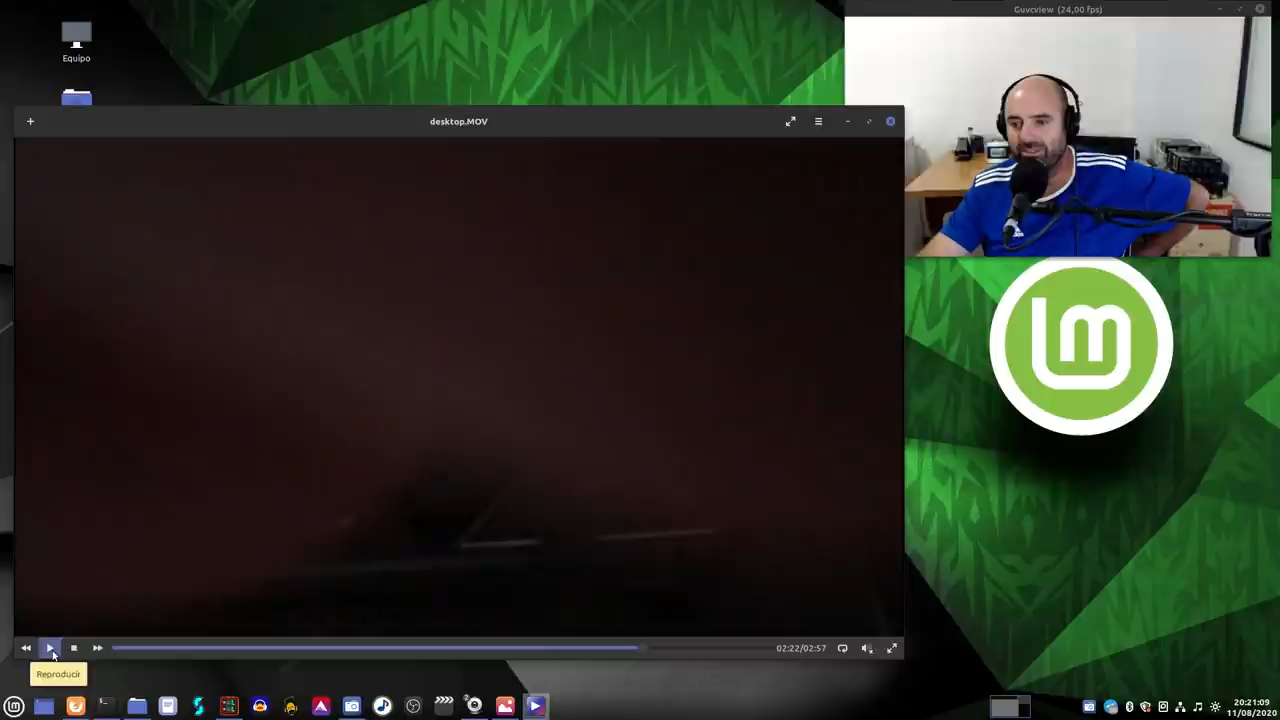 Guvcview (24,00 fps)
Equipo
desktop.MOV
02:22/02:57
Reproducir
20:21:09
11/08/2020